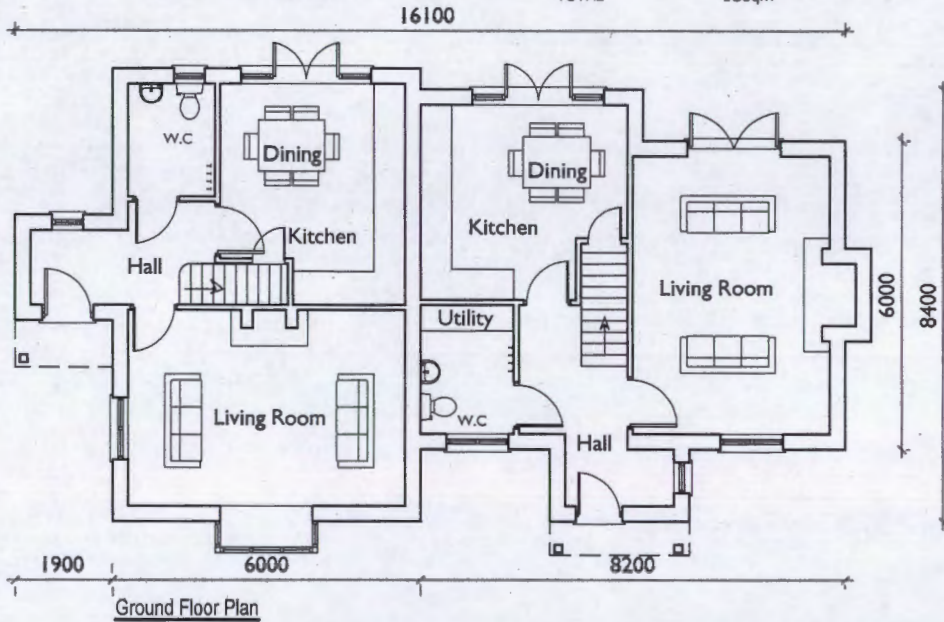 16100
Dining
W.C
Dining
Kitchen
Kitchen
Hall
Living Room
6000
8400
Utility
Living Room
W.C
Hall
1900
6000
8200
Ground Floor Plan